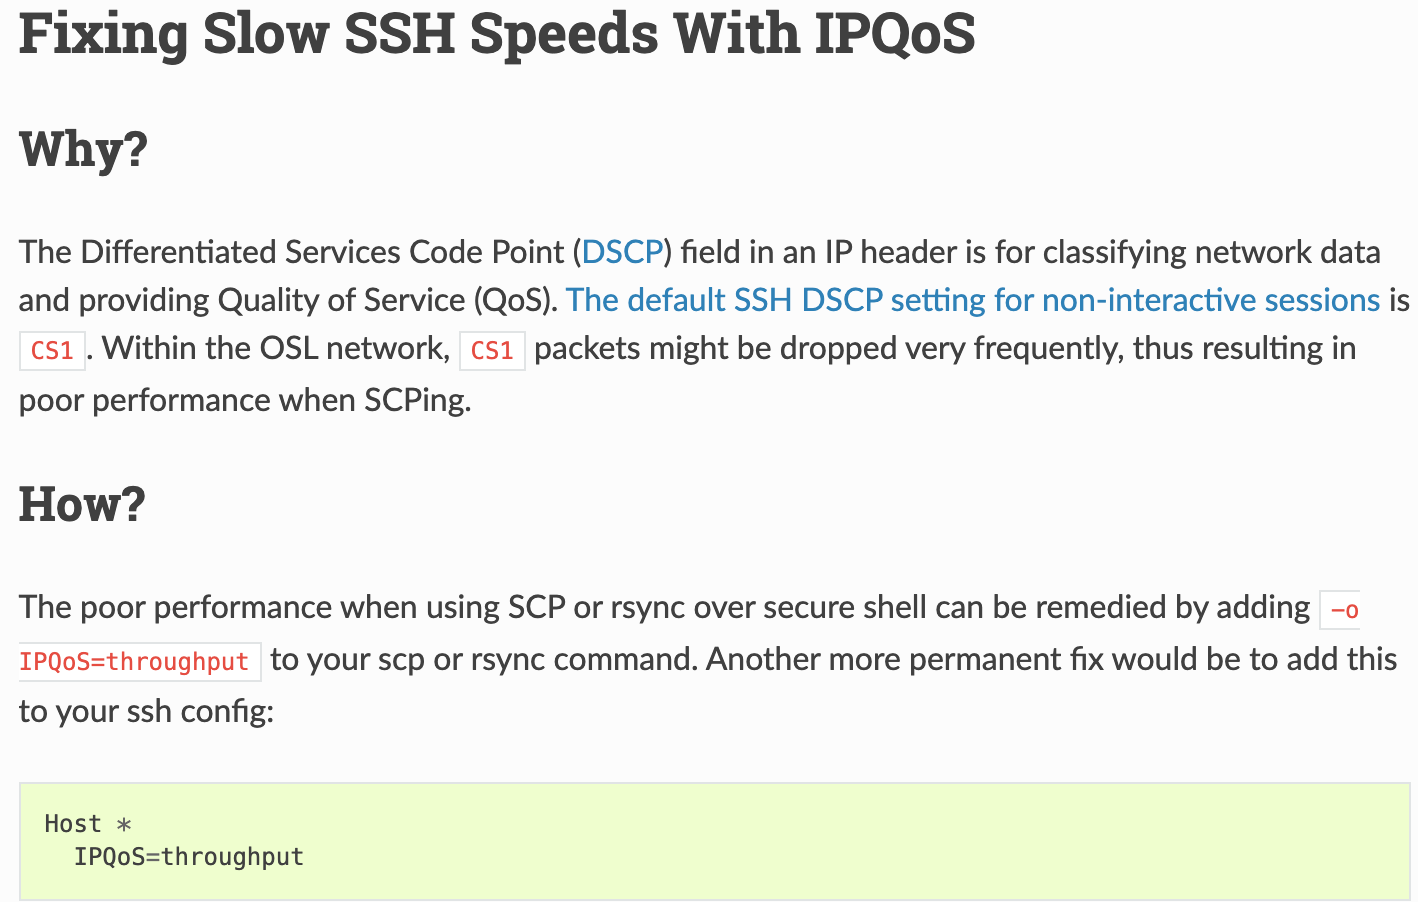 Fixing Slow SSH Speeds With IPQoS
Why?
The Differentiated Services Code Point (DSCP) field in an IP header is for classifying network data
and providing Quality of Service (QoS). The default SSH DSCP setting for non-interactive sessions is
CS1. Within the OSL network, CS1 packets might be dropped very frequently, thus resulting in
poor performance when SCPing.
How?
The poor performance when using SCP or rsync over secure shell can be remedied by adding -o
IPQoS=throughput to your scp or rsync command. Another more permanent fix would be to add this
to your ssh config:
Host *
  IPQoS=throughput